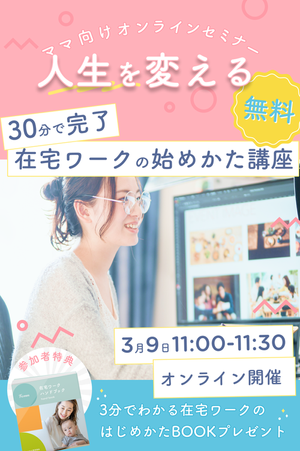 ママ向けオンラインセミナー
人生を変える
無料
30分で完了
在宅ワークの始めかた講座
3月9日11:00-11:30
オンライン開催
参加者特典
在宅ワーク
3分でわかる在宅ワークの
はじめかたBOOKプレゼント